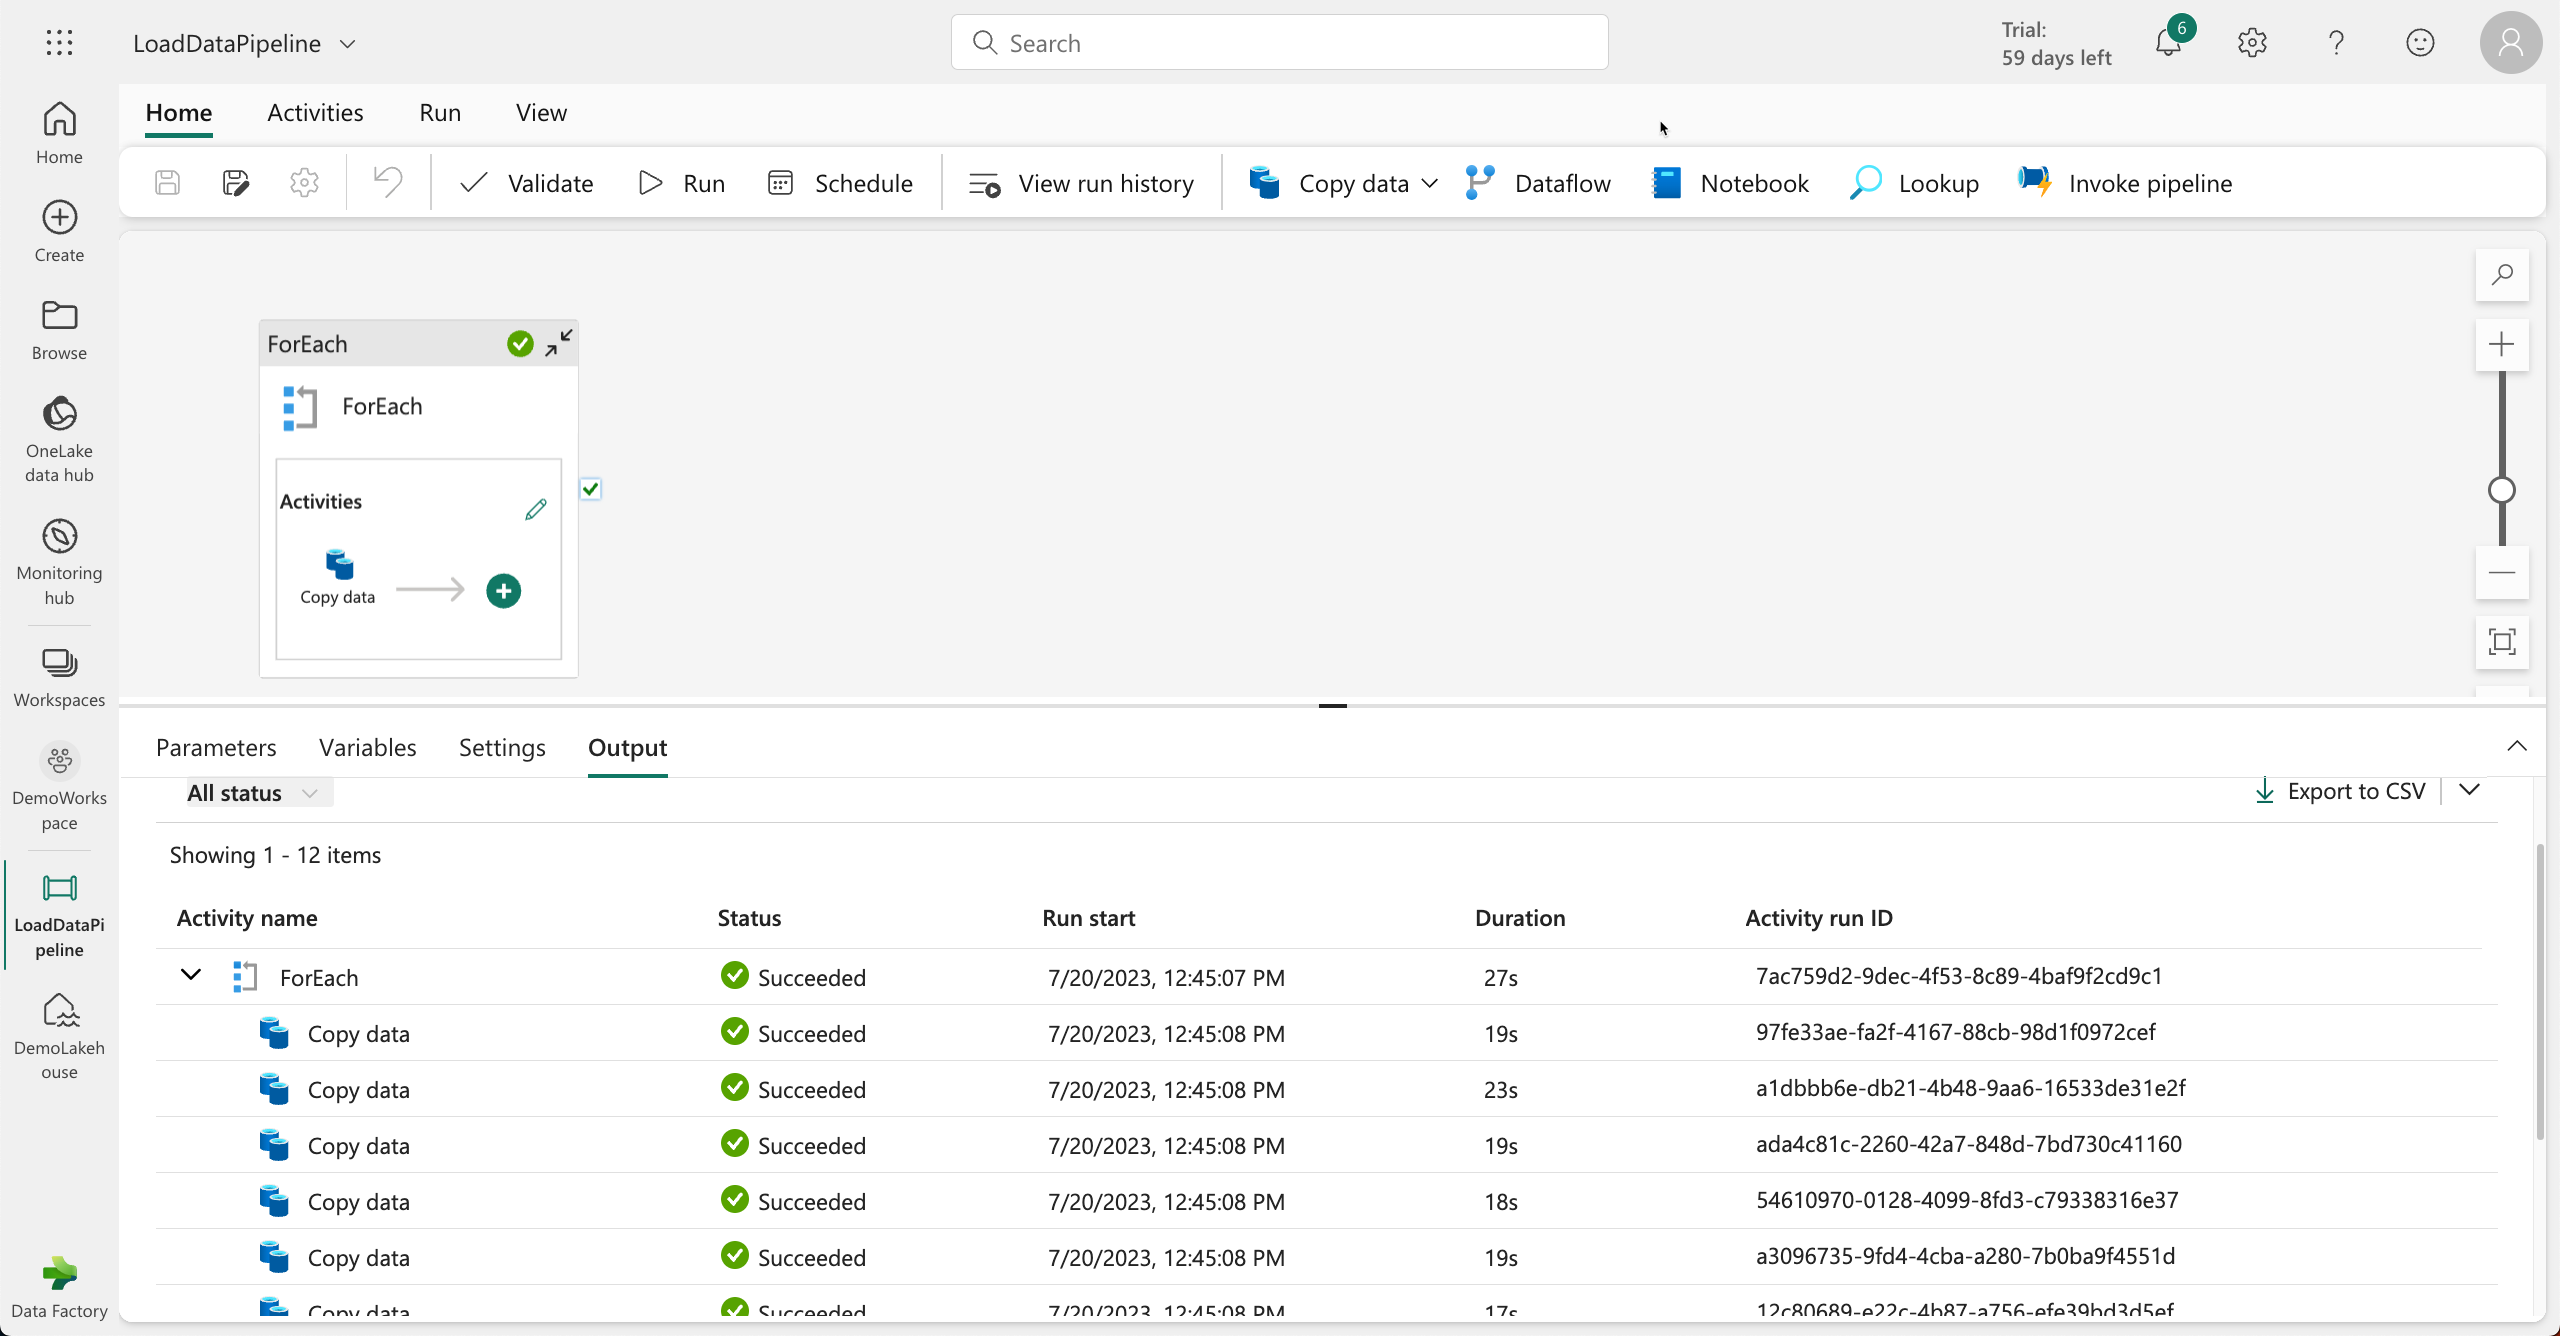 LoadDataPipeline
Search
Trial:
59 days left
6
Home
Activities
Run
View
Validate
Run
Schedule
View run history
Copy data
Dataflow
Notebook
Lookup
Invoke pipeline
Home
Create
Browse
OneLake
data hub
Monitoring
hub
Workspaces
DemoWorks
pace
LoadDataPi
peline
DemoLakeh
ouse
Data Factory
ForEach
ForEach
Activities
Copy data
Parameters
Variables
Settings
Output
All status
Export to CSV
Showing 1 - 12 items
Activity name Status Run start Duration Activity run ID
ForEach Succeeded 7/20/2023, 12:45:07 PM 27s 7ac759d2-9dec-4f53-8c89-4baf9f2cd9c1
Copy data Succeeded 7/20/2023, 12:45:08 PM 19s 97fe33ae-fa2f-4167-88cb-98d1f0972cef
Copy data Succeeded 7/20/2023, 12:45:08 PM 23s a1dbbb6e-db21-4b48-9aa6-16533de31e2f
Copy data Succeeded 7/20/2023, 12:45:08 PM 19s ada4c81c-2260-42a7-848d-7bd730c41160
Copy data Succeeded 7/20/2023, 12:45:08 PM 18s 54610970-0128-4099-8fd3-c79338316e37
Copy data Succeeded 7/20/2023, 12:45:08 PM 19s a3096735-9fd4-4cba-a280-7b0ba9f4551d
Copy data Succeeded 7/20/2023, 12:45:08 PM 17s 12c80689-e22c-4b87-a756-efe39bd3d5ef